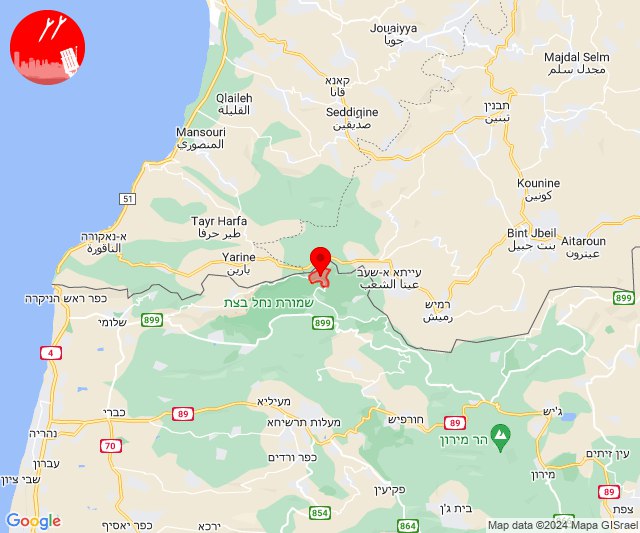 Jouaiyya
جويّا
Majdal Selm
مجدل سلم
קאנא
قانا
תבנין
تبنين
Qlaileh
القليلة
Seddigine
صديقين
Mansouri
المنصوري
Kounine
كونين
51
Tayr Harfa
طير حرفا
Bint Jbeil
بنت جبيل
Aitaroun
عيترون
א-נאקורה
الناقورة
Yarine
يارين
עייתא א-שעב
عيتا الشعب
רמיש
رميش
כפר ראש הניקרה
שמורת נחל בצת
899
שלומי
899
899
4
מעיליא
89
כברי
מעלות תרשיחא
חורפיש
89
ג'יש
נהריה
70
הר מירון
עברון
כפר ורדים
עין זיתים
שבי ציון
מירון
פקיעין
89
854
בית ג'ן
צפת
כפר יאסיף
ירכא
864
Google
Map data ©2024 Mapa GISrael